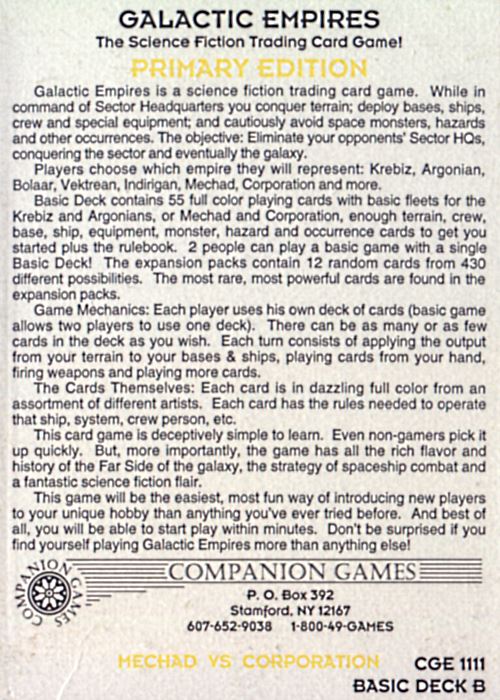 GALACTIC EMPIRES
The Science Fiction Trading Card Game!
PRIMARY EDITION
Galactic Empires is a science fiction trading card game. While in
command of Sector Headquarters you conquer terrain; deploy bases, ships,
crew and special equipment; and cautiously avoid space monsters, hazards
and other occurrences. The objective: Eliminate your opponents' Sector HQs,
conquering the sector and eventually the galaxy.
Players choose which empire they will represent: Krebiz, Argonian,
Bolaar, Vektrean, Indirigan, Mechad, Corporation and more.
Basic Deck contains 55 full color playing cards with basic fleets for the
Krebiz and Argonians, or Mechad and Corporation, enough terrain, crew,
base, ship, equipment, monster, hazard and occurrence cards to get you
started plus the rulebook. 2 people can play a basic game with a single
Basic Deck! The expansion packs contain 12 random cards from 430
different possibilities. The most rare, most powerful cards are found in the
expansion packs.
Game Mechanics: Each player uses his own deck of cards (basic game
allows two players to use one deck). There can be as many or as few
cards in the deck as you wish. Each turn consists of applying the output
from your terrain to your bases & ships, playing cards from your hand,
firing weapons and playing more cards.
The Cards Themselves: Each card is in dazzling full color from an
assortment of different artists. Each card has the rules needed to operate
that ship, system, crew person, etc.
This card game is deceptively simple to learn. Even non-gamers pick it
up quickly. But, more importantly, the game has all the rich flavor and
history of the Far Side of the galaxy, the strategy of spaceship combat and
a fantastic science fiction flair.
This game will be the easiest, most fun way of introducing new players
to your unique hobby than anything you've ever tried before. And best of
all, you will be able to start play within minutes. Don't be surprised if you
find yourself playing Galactic Empires more than anything else!
COMPANION GAMES
COMPANION GAMES
P. O. Box 392
Stamford, NY 12167
607-652-9038 1-800-49-GAMES
MECHAD VS CORPORATION
CGE 1111
BASIC DECK B